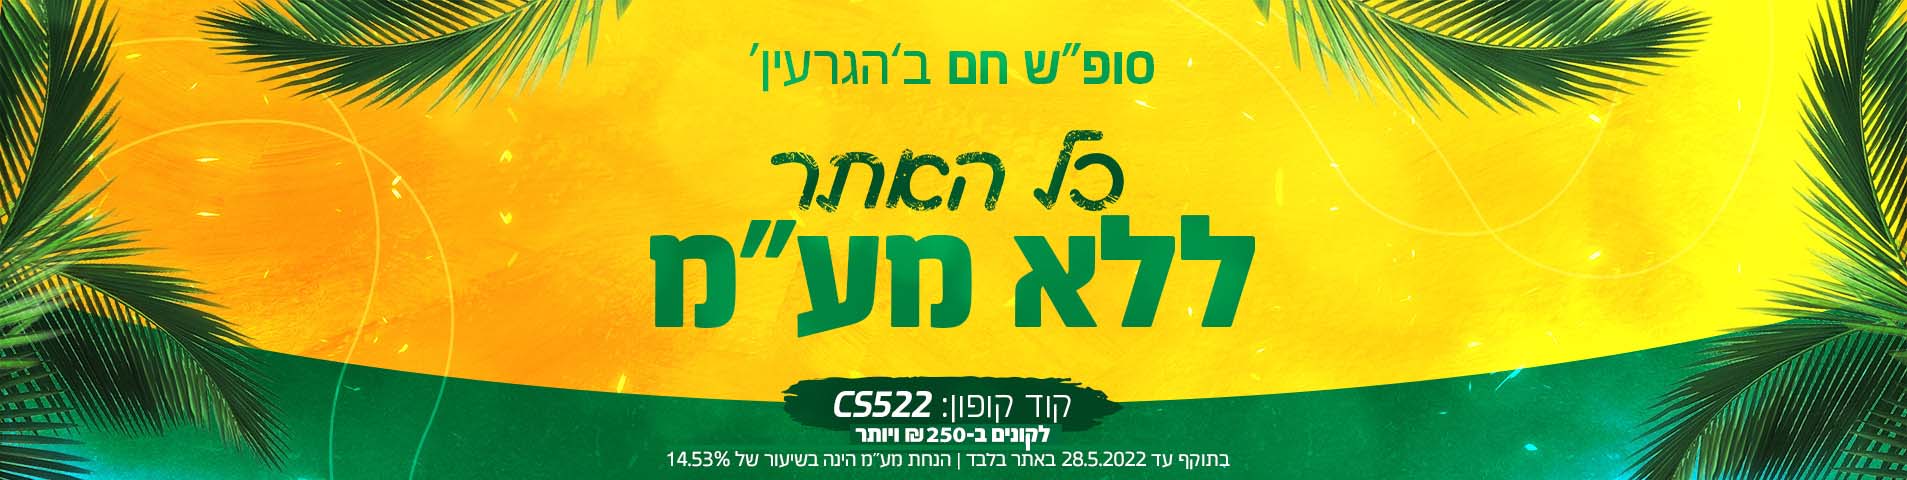 סופ״ש חם ב'הגרעין'
כל האתר
ללא מע״מ
קוד קופון: CS522
לקונים ב-250₪ ויותר
בתוקף עד 28.5.2022 באתר בלבד | הנחת מע״מ הינה בשיעור של 14.53%